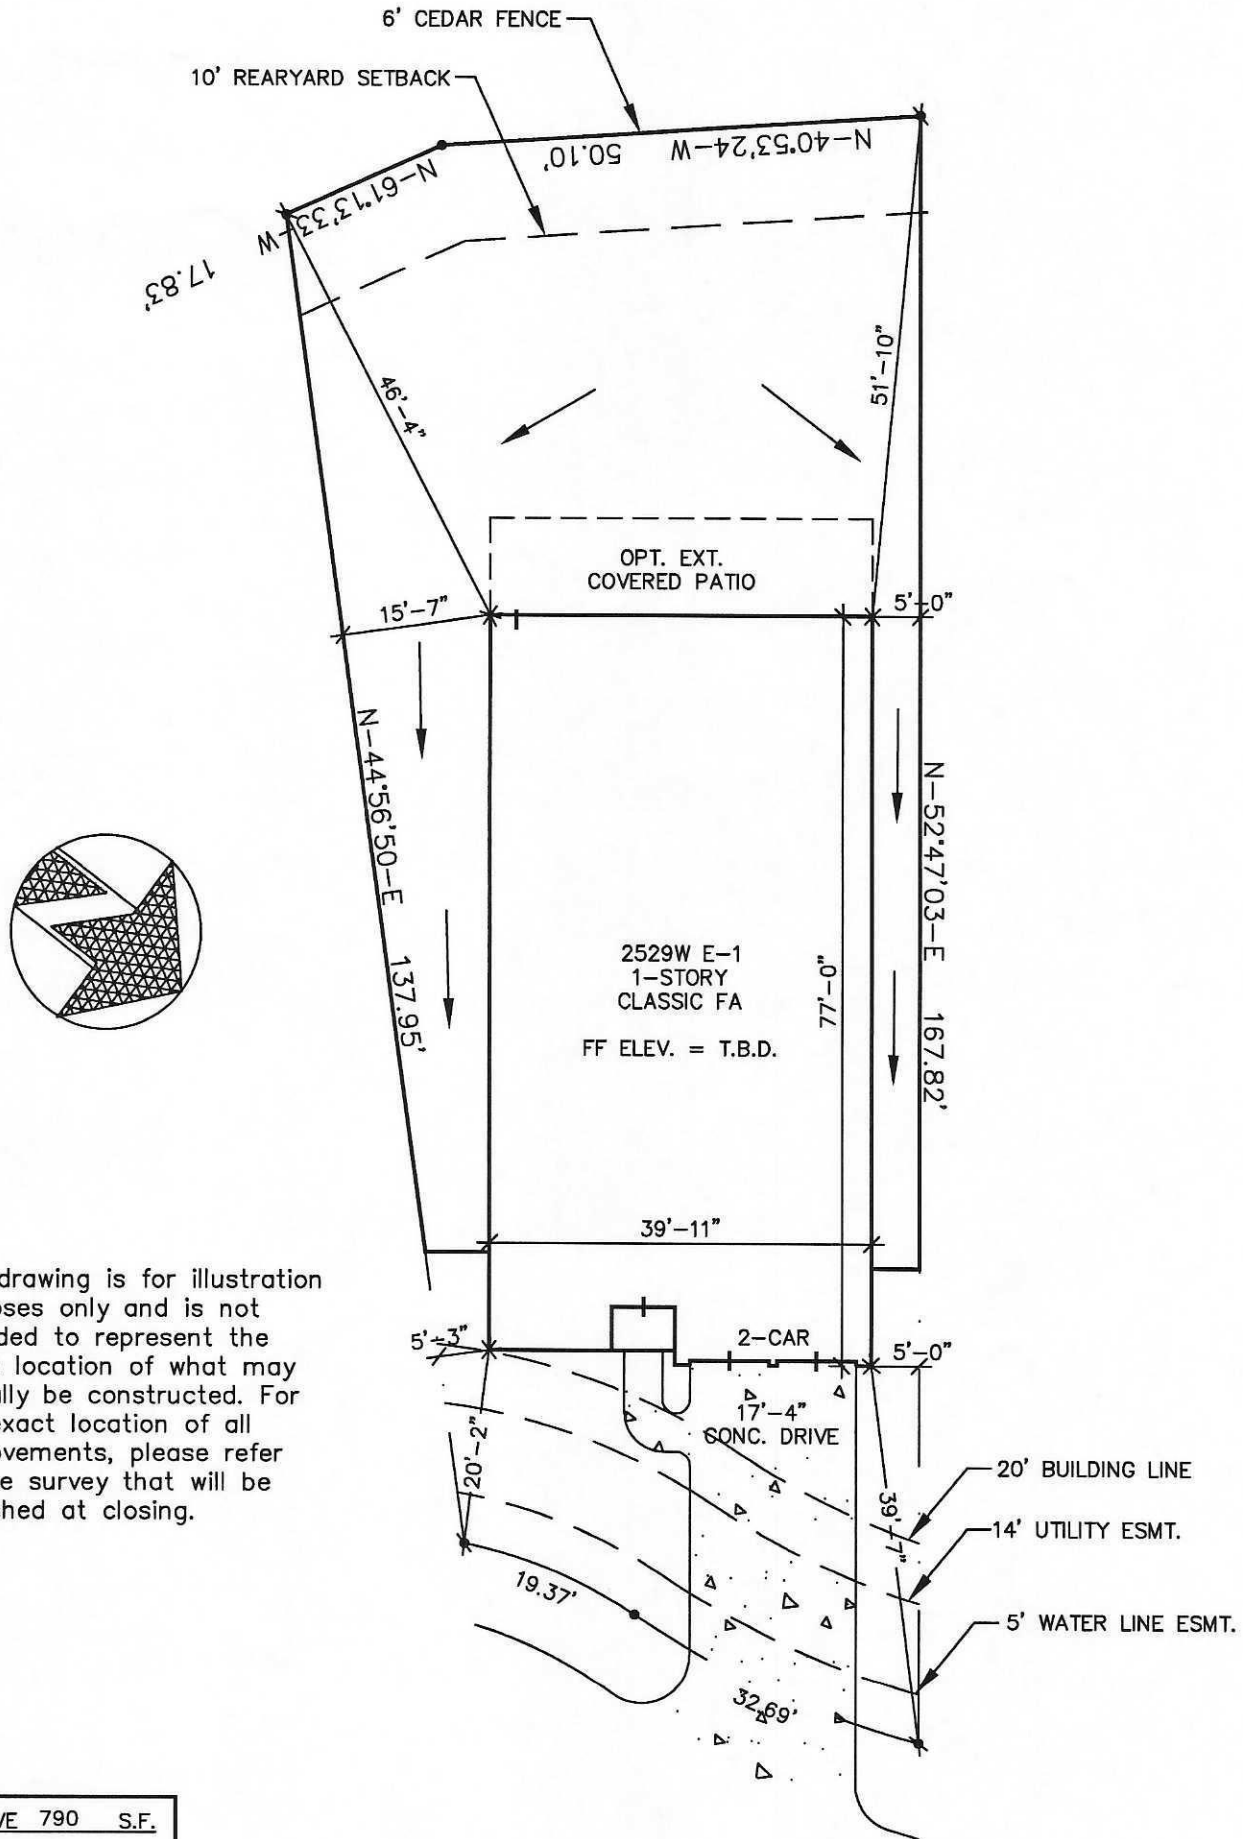 6' CEDAR FENCE
10' REARYARD SETBACK
N-40°53'24-W 50.10'
N-61°13'33-W 17.83'
46'-4"
51'-10"
OPT. EXT.
COVERED PATIO
15'-7"
5'-0"
N-44°56'50-E 137.95'
N-52°47'03-E 167.82'
2529W E-1
1-STORY
CLASSIC FA
FF ELEV. = T.B.D.
77'-0"
39'-11"
drawing is for illustration
oses only and is not
ded to represent the
location of what may
lly be constructed. For
exact location of all
ovements, please refer
e survey that will be
hed at closing.
5'-3"
2-CAR
5'-0"
17'-4"
CONC. DRIVE
20'-2"
39'-7"
20' BUILDING LINE
14' UTILITY ESMT.
19.37'
5' WATER LINE ESMT.
32.69'
VE 790 S.F.